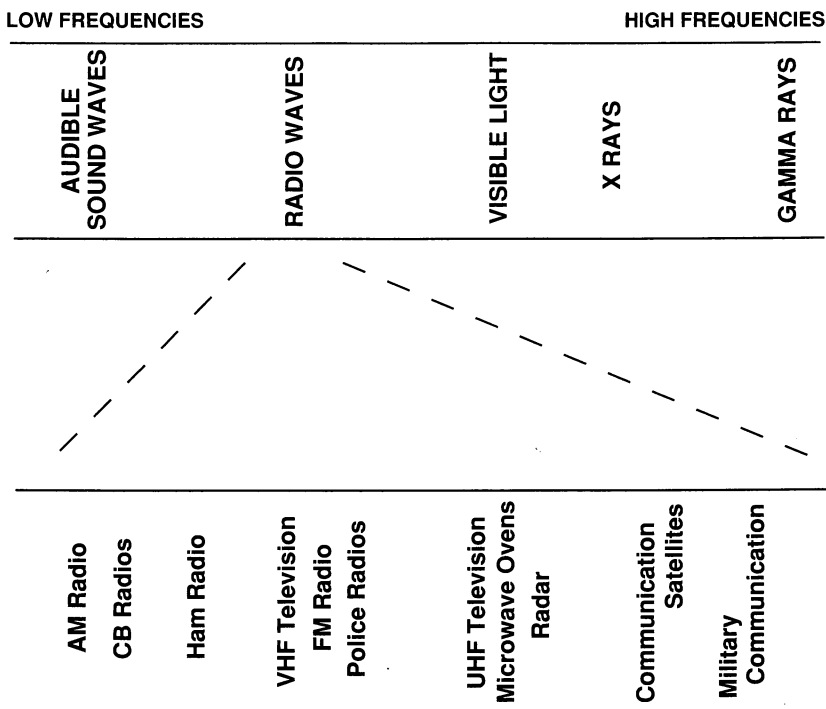 LOW FREQUENCIES
HIGH FREQUENCIES
AUDIBLE
SOUND WAVES
RADIO WAVES
VISIBLE LIGHT
X RAYS
GAMMA RAYS
AM Radio
CB Radios
Ham Radio
VHF Television
FM Radio
Police Radios
UHF Television
Microwave Ovens
Radar
Communication
Satellites
Military
Communication